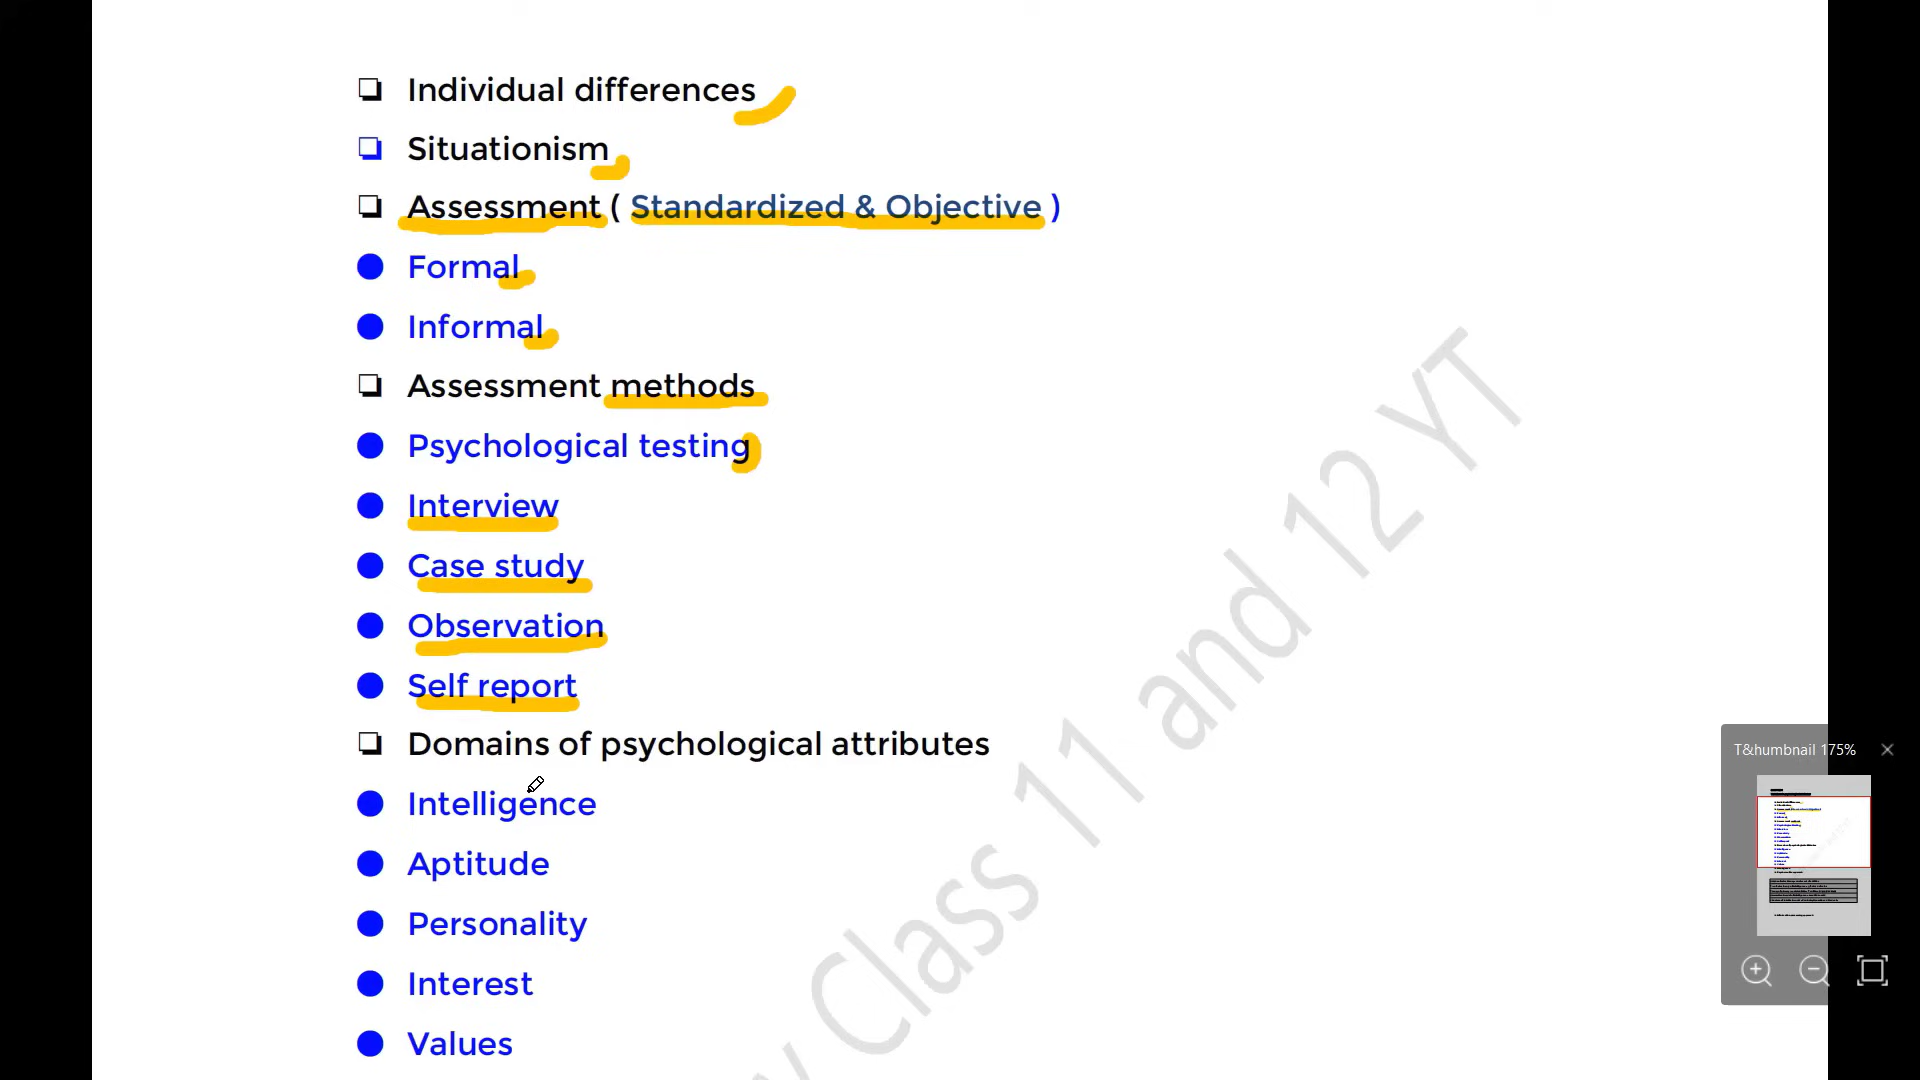 Individual differences
Situationism
Assessment ( Standardized & Objective )
Formal
Informal
Assessment methods
Psychological testing
Interview
Case study
Observation
Self report
Domains of psychological attributes
Intelligence
Aptitude
Personality
Interest
Values
Class 11 and 12 YT
T&humbnail 175%